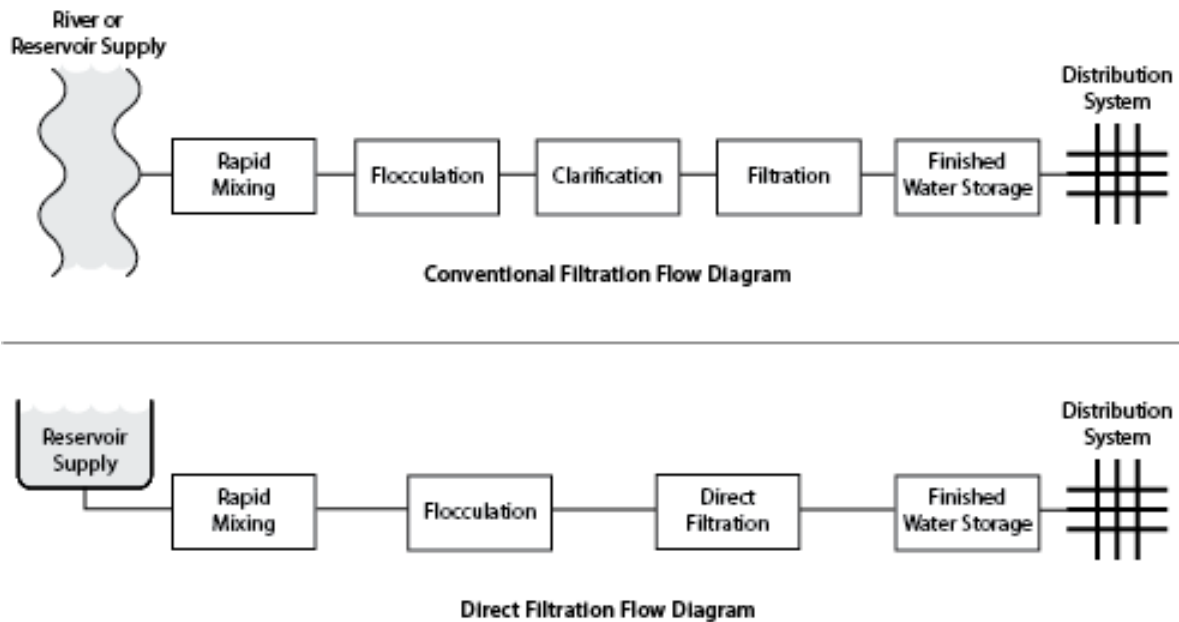 River or
Reservoir Supply
Distribution
System
Rapid
Mixing
Flocculation
Clarification
Filtration
Finished
Water Storage
Conventional Filtration Flow Diagram
Reservoir
Supply
Distribution
System
Rapid
Mixing
Flocculation
Direct
Filtration
Finished
Water Storage
Direct Filtration Flow Diagram